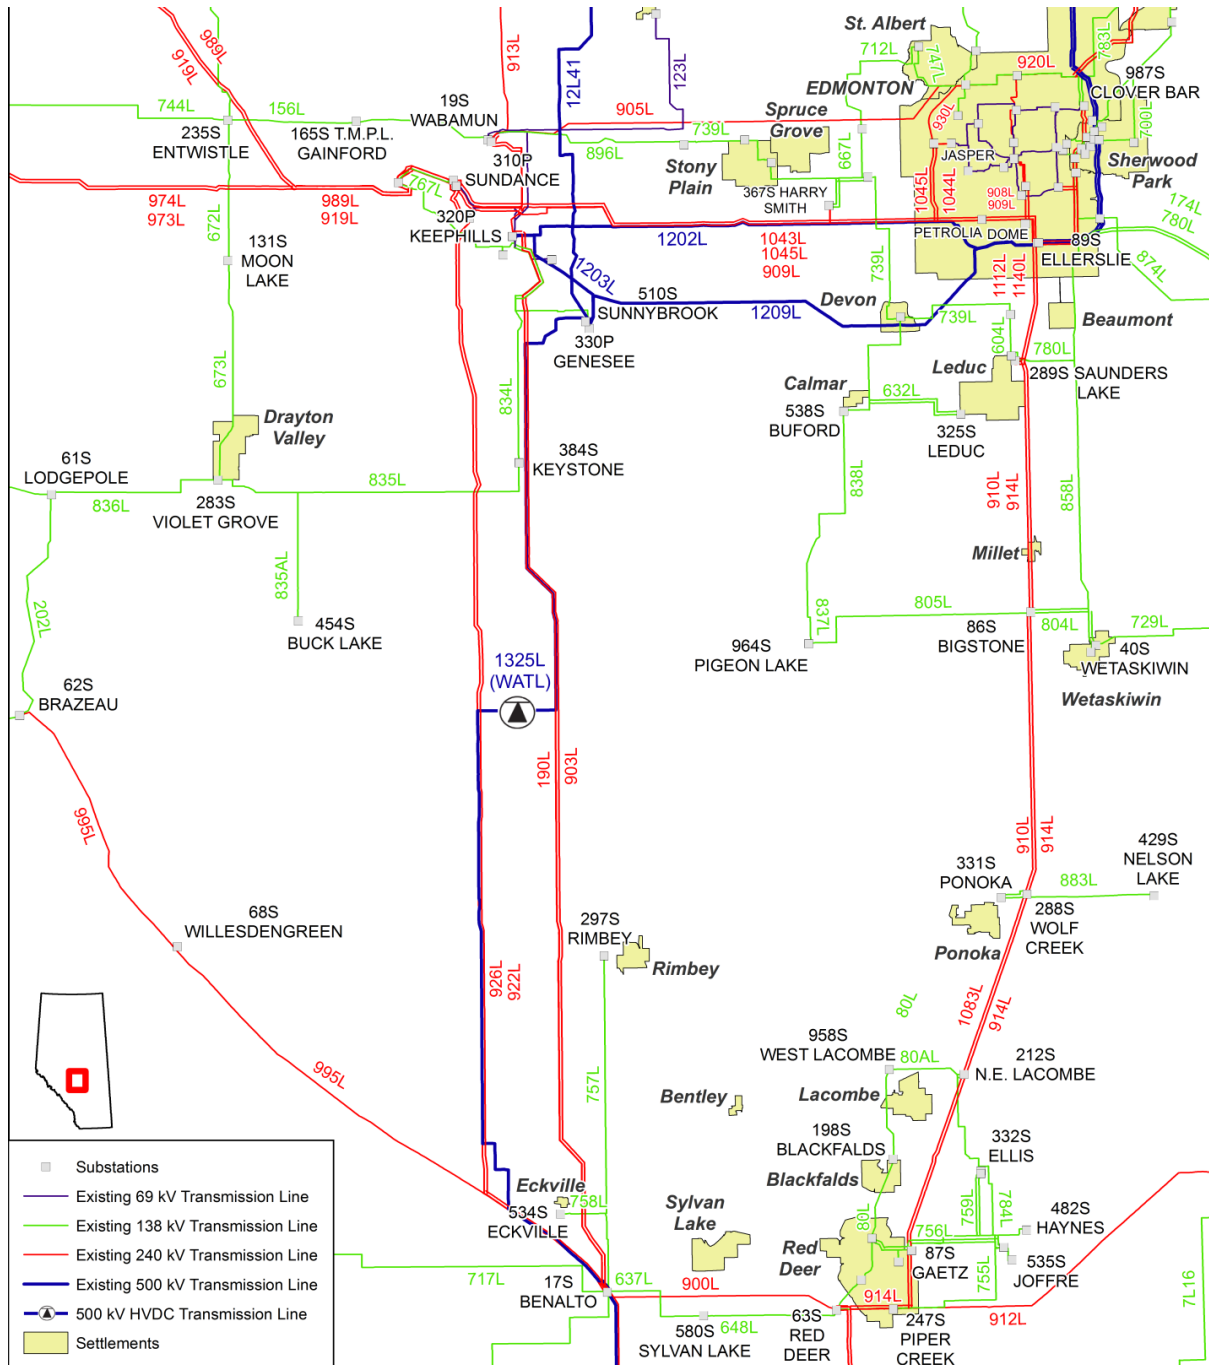 St. Albert
989L
919L
913L
12L41
123L
712L
747L
920L
783L
987S
CLOVER BAR
EDMONTON
744L
156L
19S
WABAMUN
905L
Spruce
Grove
930L
700L
235S
ENTWISTLE
165S T.M.P.L.
GAINFORD
739L
896L
667L
Stony
Plain
JASPER
Sherwood
Park
310P
SUNDANCE
767L
367S HARRY
SMITH
1045L
1044L
908L
909L
974L
973L
989L
919L
320P
KEEPHILLS
672L
131S
MOON
LAKE
1202L
1043L
1045L
909L
PETROLIA
DOME
89S
ELLERSLIE
174L
780L
874L
1203L
739L
1112L
1140L
510S
SUNNYBROOK
1209L
Devon
739L
604L
Beaumont
330P
GENESEE
673L
834L
780L
Leduc
289S SAUNDERS
LAKE
Calmar
632L
538S
BUFORD
325S
LEDUC
Drayton
Valley
61S
LODGEPOLE
384S
KEYSTONE
838L
910L
914L
858L
836L
835L
283S
VIOLET GROVE
835AL
Millet
202L
454S
BUCK LAKE
837L
805L
804L
729L
86S
BIGSTONE
964S
PIGEON LAKE
40S
WETASKIWIN
Wetaskiwin
1325L
(WATL)
62S
BRAZEAU
190L
903L
995L
910L
914L
429S
NELSON
LAKE
331S
PONOKA
883L
288S
WOLF
CREEK
Ponoka
68S
WILLESDENGREEN
297S
RIMBEY
Rimbey
926L
922L
80L
1083L
914L
958S
WEST LACOMBE
80AL
212S
N.E. LACOMBE
995L
757L
Bentley
Lacombe
198S
BLACKFALDS
332S
ELLIS
Blackfalds
Eckville
758L
534S
ECKVILLE
Sylvan
Lake
80L
759L
784L
482S
HAYNES
756L
Red
Deer
87S
GAETZ
755L
535S
JOFFRE
717L
17S
BENALTO
637L
900L
914L
912L
7L16
580S
SYLVAN LAKE
648L
63S
RED
DEER
247S
PIPER
CREEK
Substations
Existing 69 kV Transmission Line
Existing 138 kV Transmission Line
Existing 240 kV Transmission Line
Existing 500 kV Transmission Line
500 kV HVDC Transmission Line
Settlements